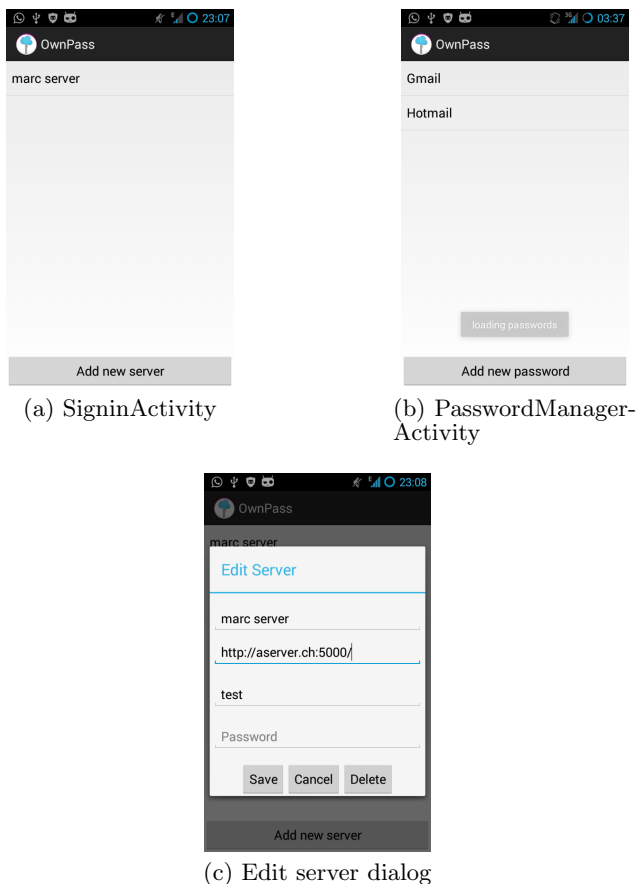 E 23:07
OwnPass
marc server
Add new server
(a) SigninActivity
3G 03:37
OwnPass
Gmail
Hotmail
loading passwords
Add new password
(b) PasswordManager-
Activity
E 23:08
OwnPass
marc server
Edit Server
marc server
http://aserver.ch:5000/
test
Password
Save Cancel Delete
Add new server
(c) Edit server dialog